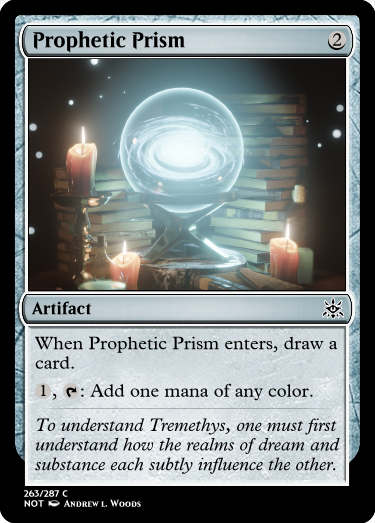 Prophetic Prism 2
Artifact
When Prophetic Prism enters, draw a
card.
1, : Add one mana of any color.
To understand Tremethys, one must first
understand how the realms of dream and
substance each subtly influence the other.
263/287 C
NOT Andrew L. Woods